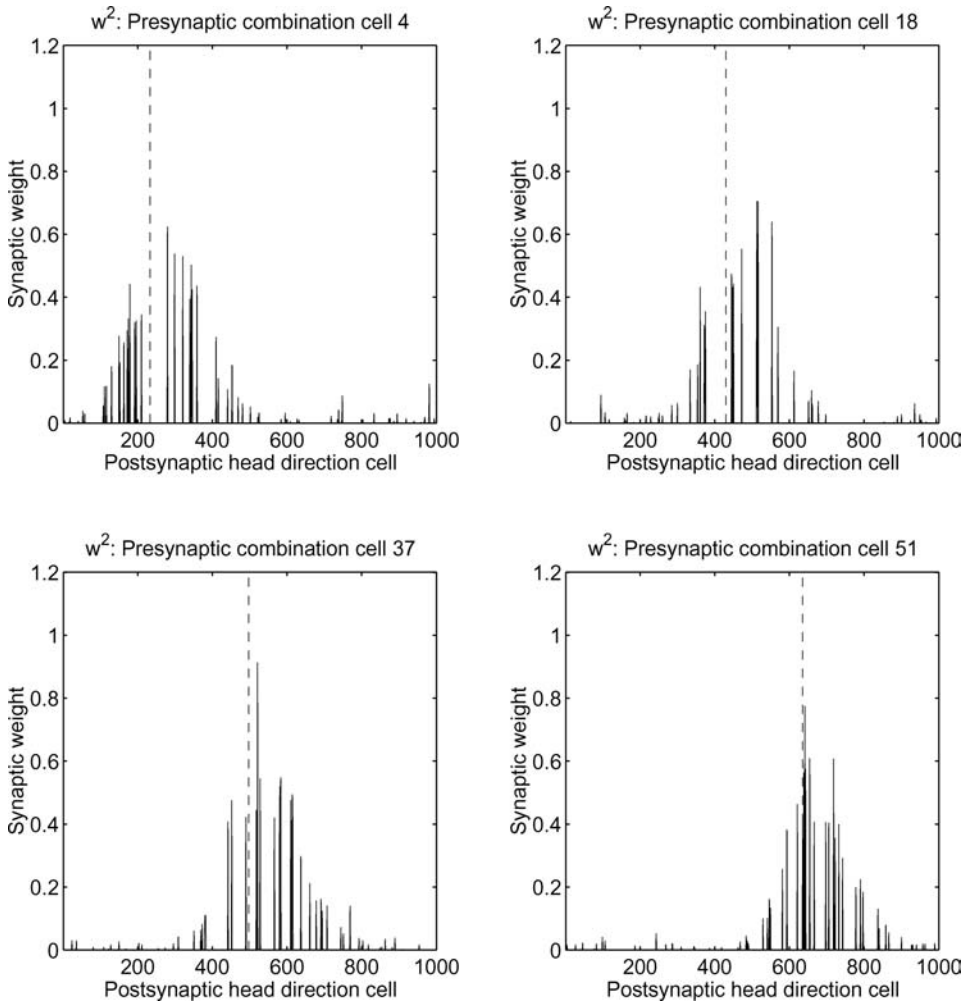 w²: Presynaptic combination cell 4
1.2
1
0.8
0.6
0.4
0.2
0
Synaptic weight
200 400 600 800 1000
Postsynaptic head direction cell
w²: Presynaptic combination cell 18
1.2
1
0.8
0.6
0.4
0.2
0
Synaptic weight
200 400 600 800 1000
Postsynaptic head direction cell
w²: Presynaptic combination cell 37
1.2
1
0.8
0.6
0.4
0.2
0
Synaptic weight
200 400 600 800 1000
Postsynaptic head direction cell
w²: Presynaptic combination cell 51
1.2
1
0.8
0.6
0.4
0.2
0
Synaptic weight
200 400 600 800 1000
Postsynaptic head direction cell